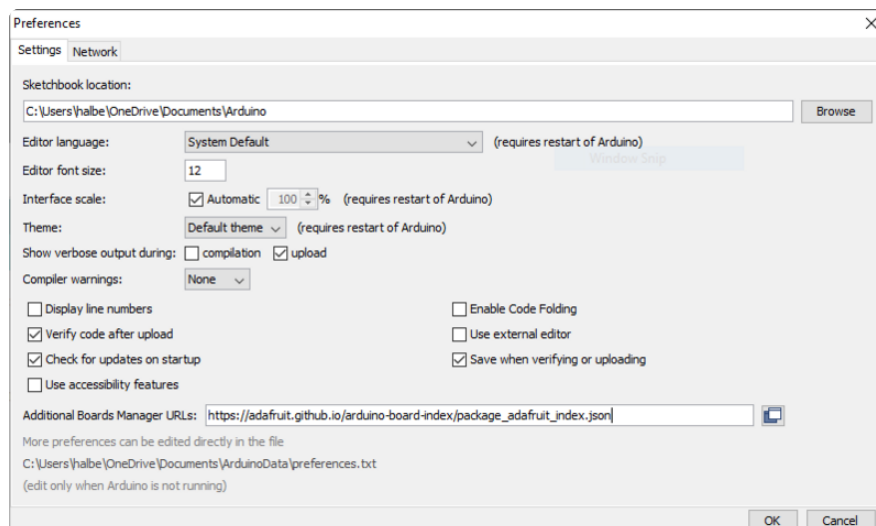 Preferences
Settings Network
Sketchbook location:
C:\Users\halbe\OneDrive\Documents\Arduino Browse
Editor language: System Default (requires restart of Arduino)
Window Snip
Editor font size: 12
Interface scale: Automatic 100 % (requires restart of Arduino)
Theme: Default theme (requires restart of Arduino)
Show verbose output during: compilation upload
Compiler warnings: None
Display line numbers Enable Code Folding
Verify code after upload Use external editor
Check for updates on startup Save when verifying or uploading
Use accessibility features
Additional Boards Manager URLs: https://adafruit.github.io/arduino-board-index/package_adafruit_index.json
More preferences can be edited directly in the file
C:\Users\halbe\OneDrive\Documents\ArduinoData\preferences.txt
(edit only when Arduino is not running)
OK Cancel